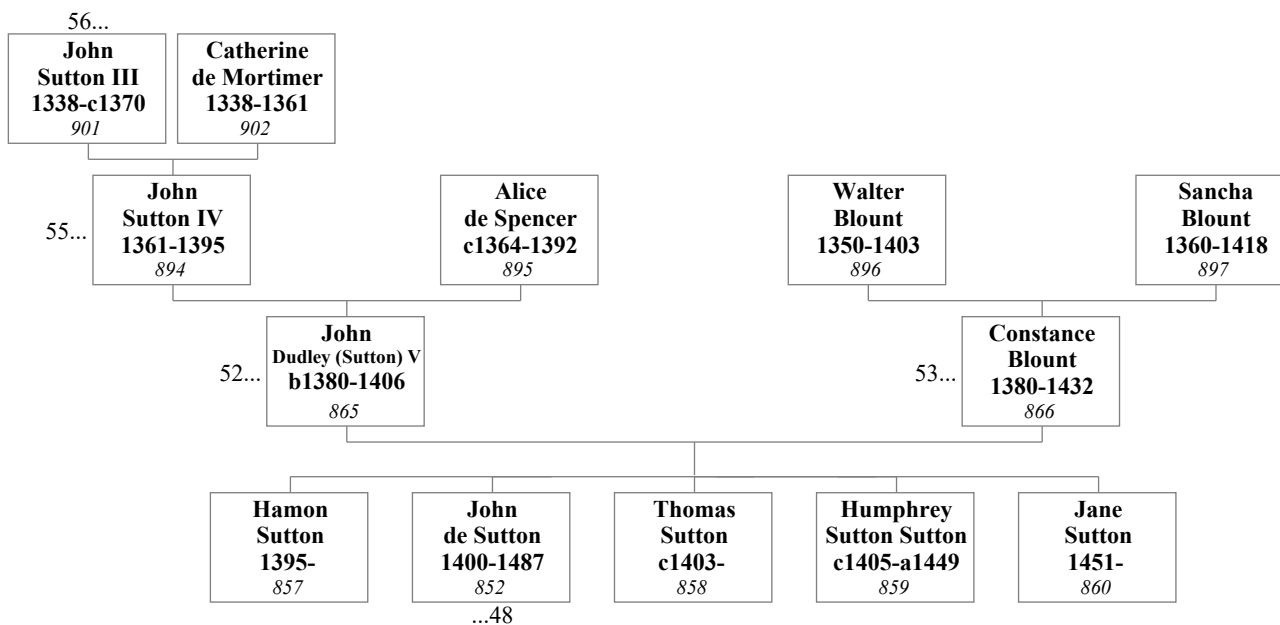 56...
John
Sutton III
1338-c1370
901
Catherine
de Mortimer
1338-1361
902
55...
John
Sutton IV
1361-1395
894
Alice
de Spencer
c1364-1392
895
Walter
Blount
1350-1403
896
Sancha
Blount
1360-1418
897
52...
John
Dudley (Sutton) V
b1380-1406
865
53...
Constance
Blount
1380-1432
866
Hamon
Sutton
1395-
857
John
de Sutton
1400-1487
852
...48
Thomas
Sutton
c1403-
858
Humphrey
Sutton Sutton
c1405-a1449
859
Jane
Sutton
1451-
860